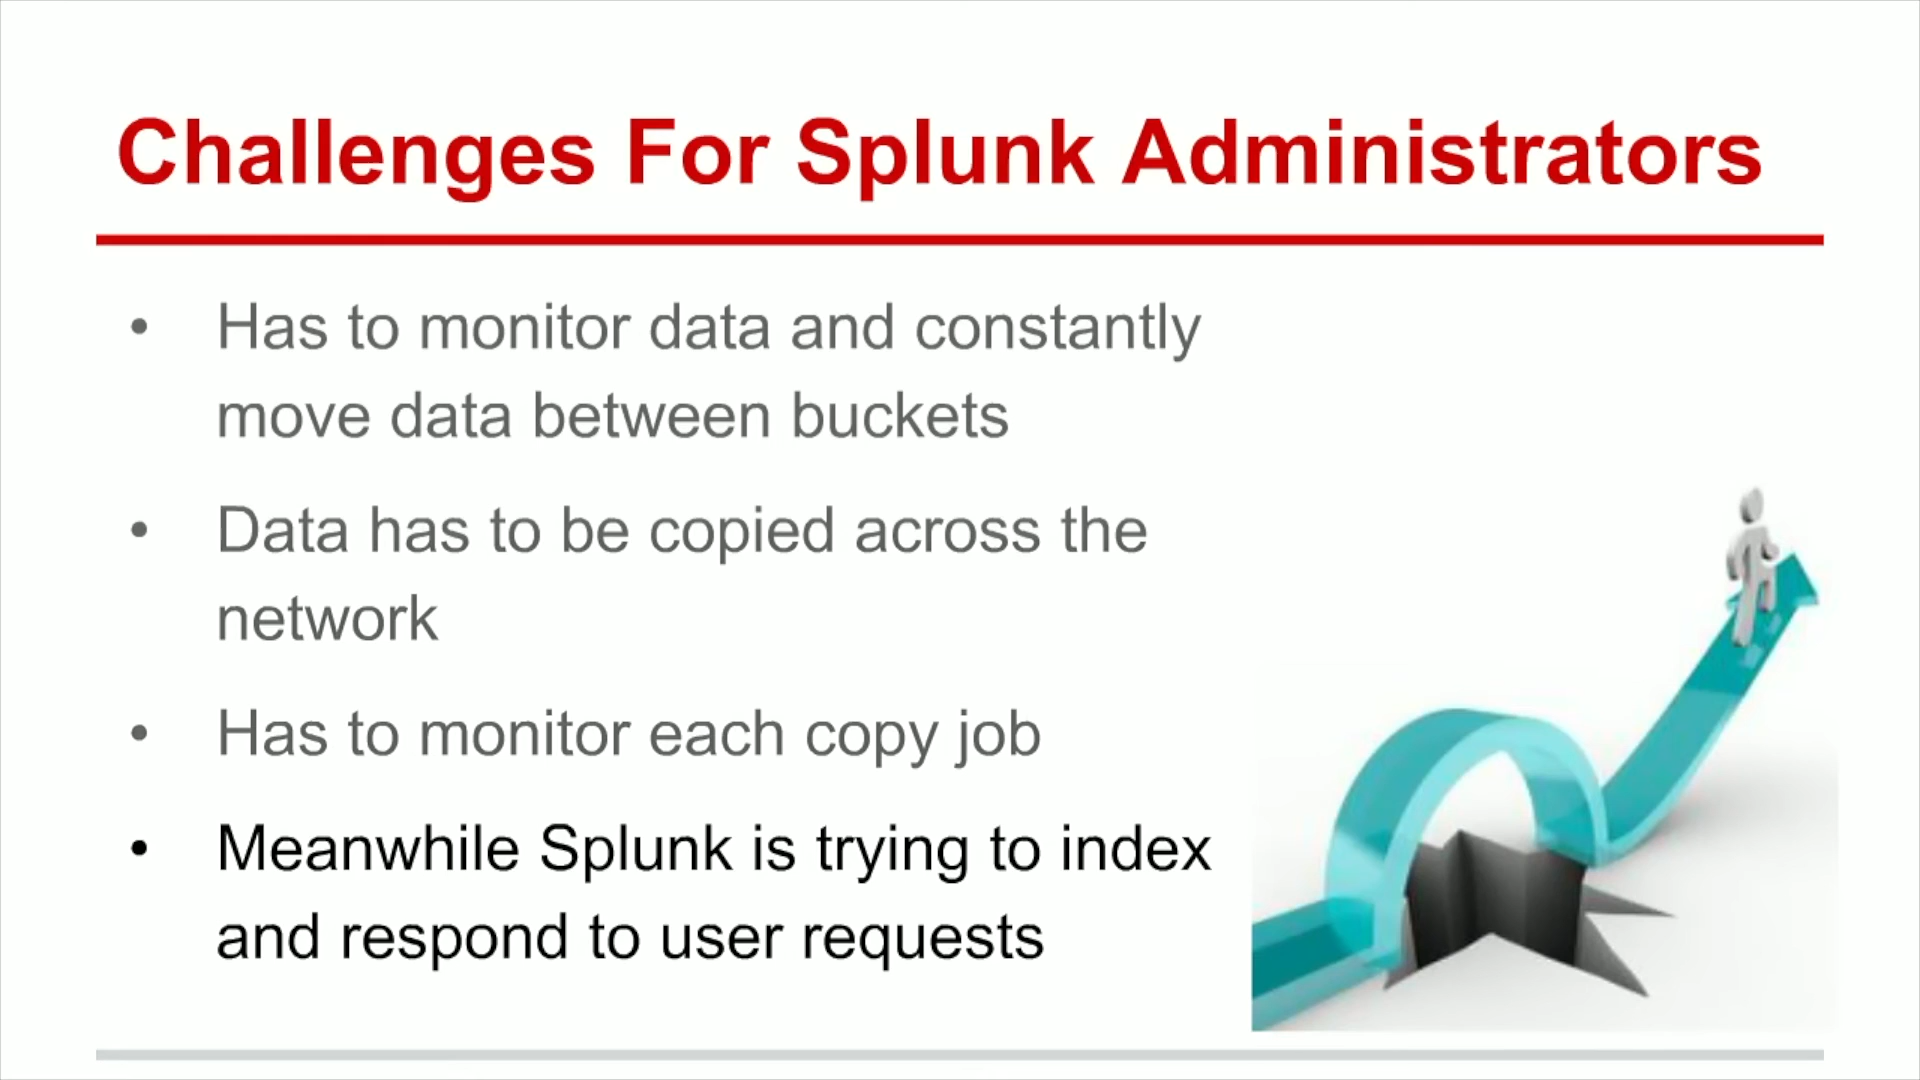 Challenges For Splunk Administrators
• Has to monitor data and constantly
move data between buckets
• Data has to be copied across the
network
• Has to monitor each copy job
• Meanwhile Splunk is trying to index
and respond to user requests